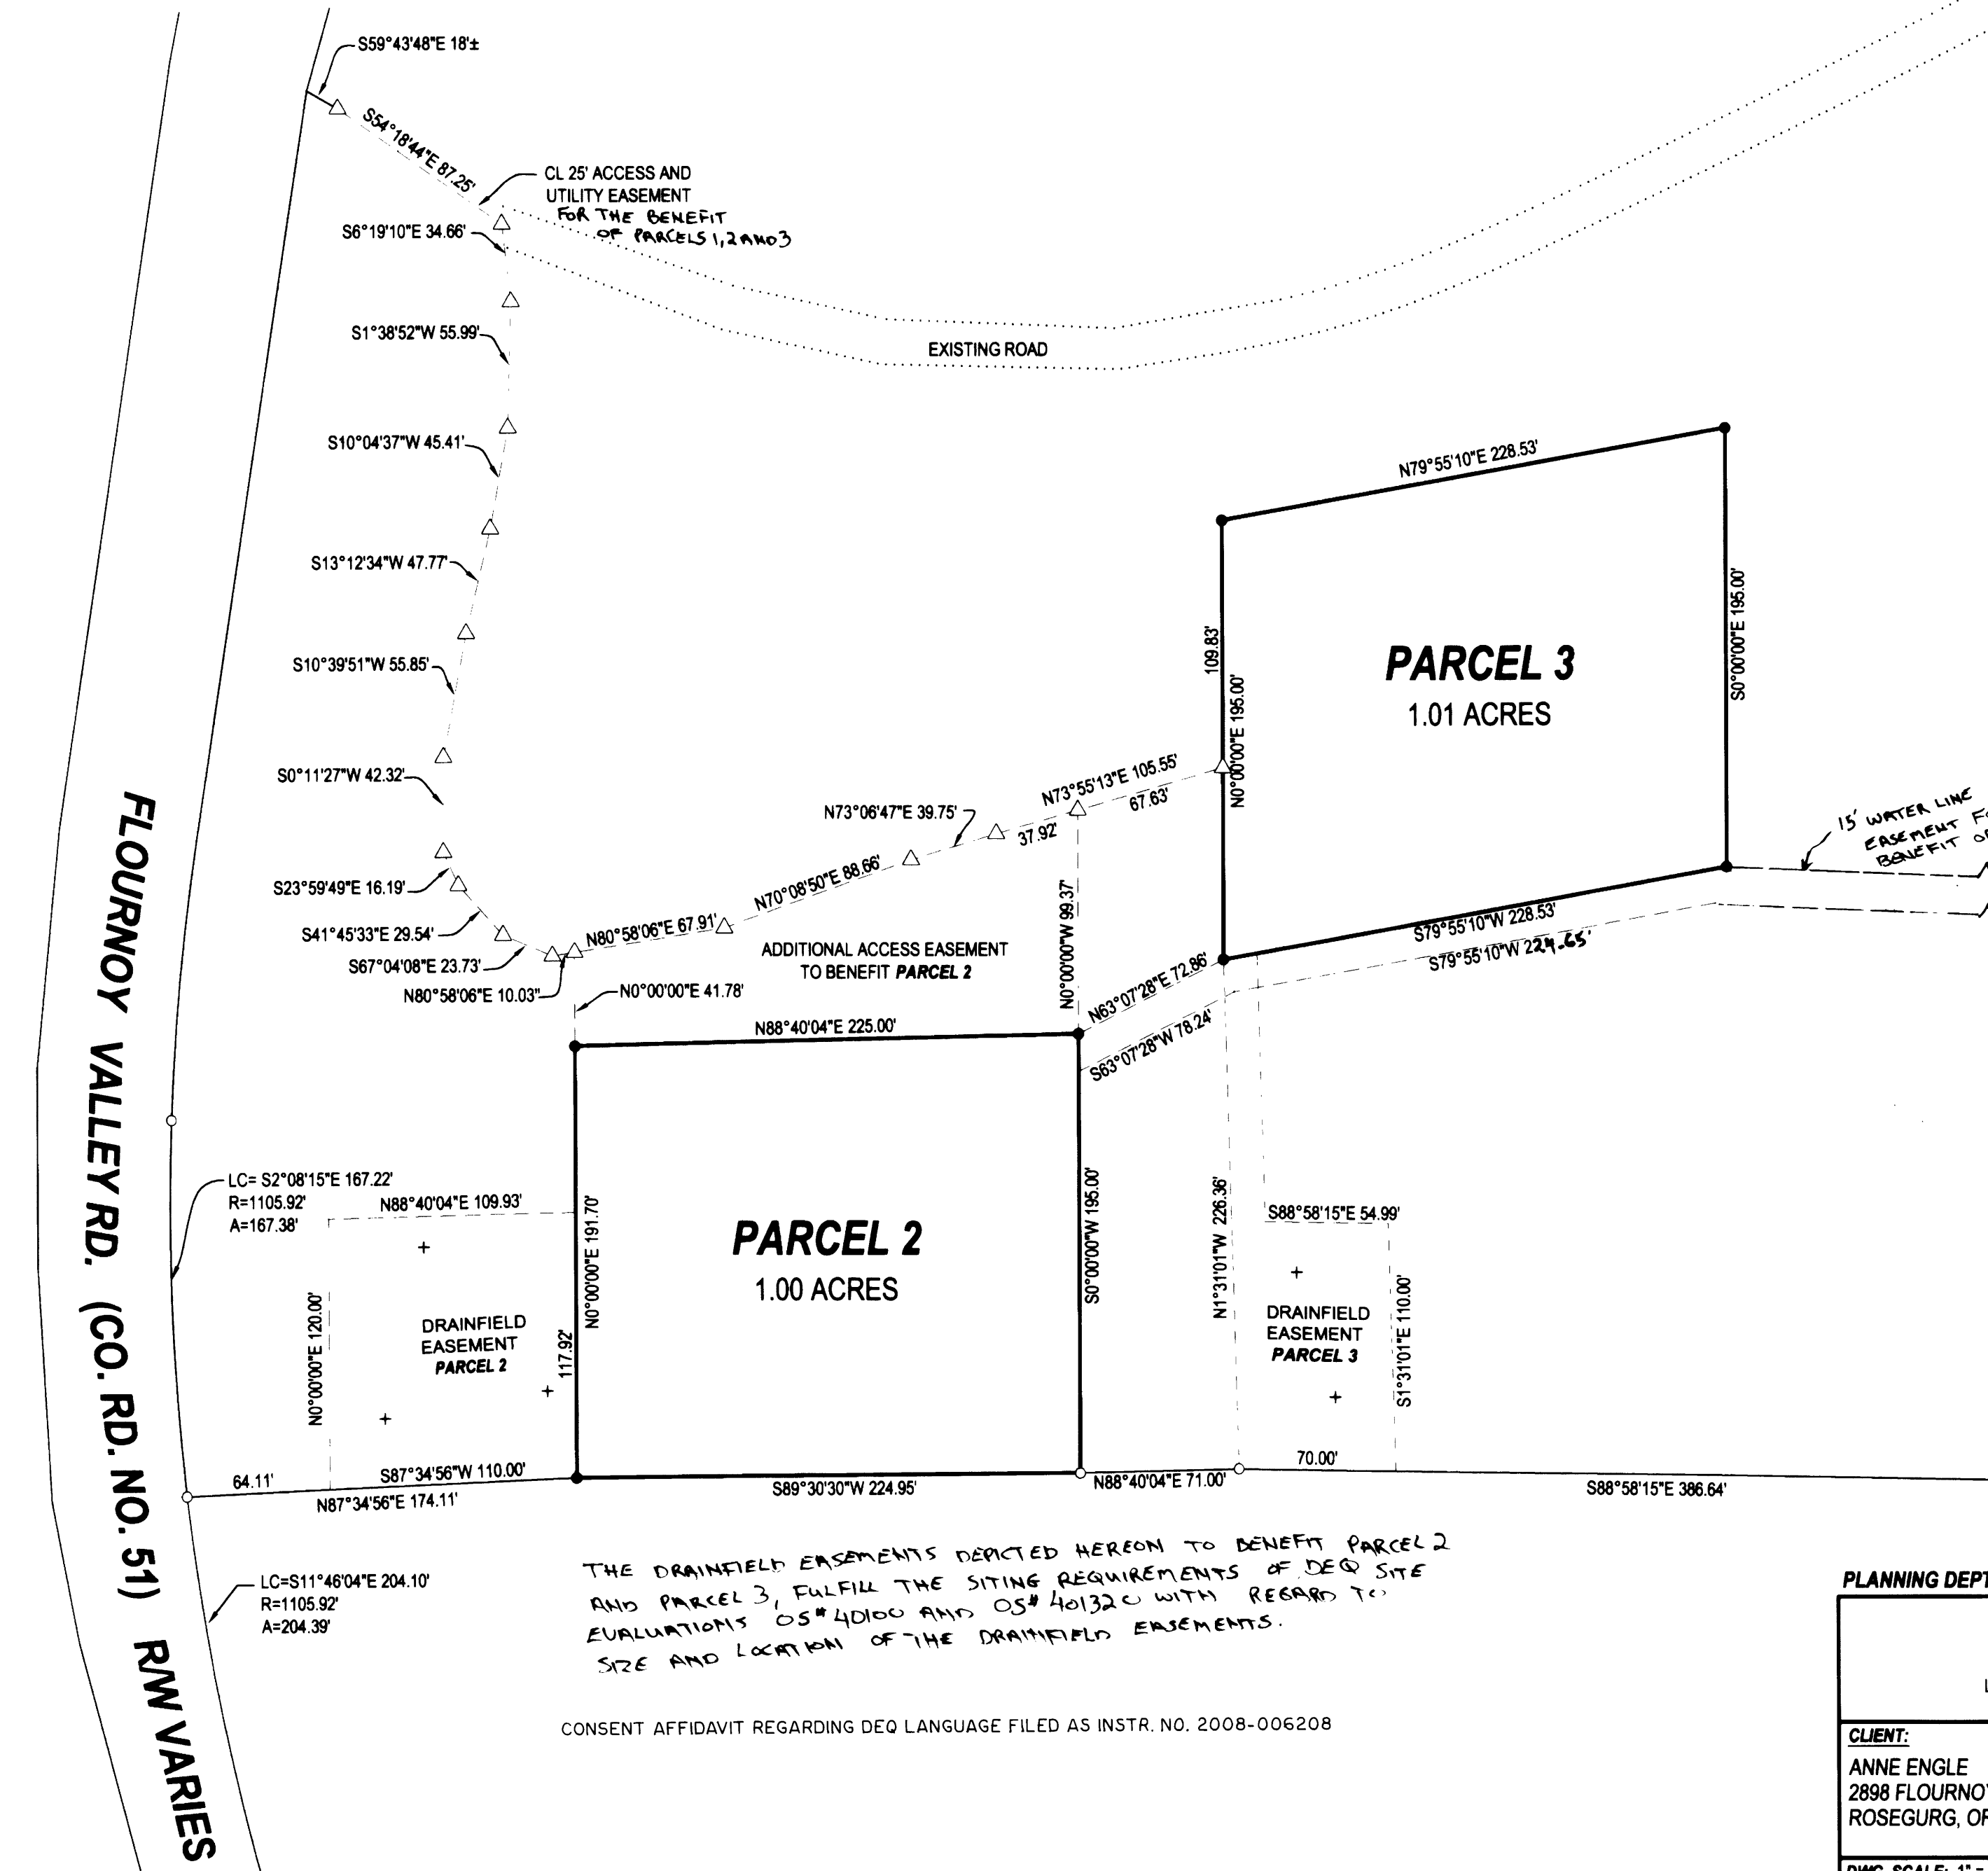 S59°43'48"E 18'±
S54°18'44"E 87.25'
CL 25' ACCESS AND
UTILITY EASEMENT
FOR THE BENEFIT
OF PARCELS 1, 2 AND 3
S6°19'10"E 34.66'
S1°38'52"W 55.99'
EXISTING ROAD
S10°04'37"W 45.41'
N79°55'10"E 228.53'
S13°12'34"W 47.77'
109.83'
N0°00'00"E 195.00'
PARCEL 3
1.01 ACRES
S0°00'00"E 195.00'
S10°39'51"W 55.85'
S0°11'27"W 42.32'
N73°55'13"E 105.55'
67.63'
N73°06'47"E 39.75'
37.92'
15' WATER LINE
EASEMENT FO
BENEFIT OF
S23°59'49"E 16.19'
N70°08'50"E 88.66'
S41°45'33"E 29.54'
N80°58'06"E 67.91'
S67°04'08"E 23.73'
N80°58'06"E 10.03"
ADDITIONAL ACCESS EASEMENT
TO BENEFIT PARCEL 2
N0°00'00"W 99.37'
S79°55'10"W 228.53'
S79°55'10"W 224.65'
N0°00'00"E 41.78'
N63°07'28"E 72.86'
S63°07'28"W 78.24'
N88°40'04"E 225.00'
FLOURNOY VALLEY RD. (CO. RD. NO. 51) R/W VARIES
LC= S2°08'15"E 167.22'
R=1105.92'
A=167.38'
N88°40'04"E 109.93'
N0°00'00"E 191.70'
117.92'
PARCEL 2
1.00 ACRES
S0°00'00"W 195.00'
N1°31'01"W 226.36'
S88°58'15"E 54.99'
N0°00'00"E 120.00'
DRAINFIELD
EASEMENT
PARCEL 2
DRAINFIELD
EASEMENT
PARCEL 3
S1°31'01"E 110.00'
64.11'
S87°34'56"W 110.00'
N87°34'56"E 174.11'
S89°30'30"W 224.95'
N88°40'04"E 71.00'
70.00'
S88°58'15"E 386.64'
LC=S11°46'04"E 204.10'
R=1105.92'
A=204.39'
THE DRAINFIELD EASEMENTS DEPICTED HEREON TO BENEFIT PARCEL 2
AND PARCEL 3, FULFILL THE SITING REQUIREMENTS OF DEQ SITE
EVALUATIONS OS# 40100 AND OS# 401320 WITH REGARD TO
SIZE AND LOCATION OF THE DRAINFIELD EASEMENTS.
CONSENT AFFIDAVIT REGARDING DEQ LANGUAGE FILED AS INSTR. NO. 2008-006208
PLANNING DEPT
CLIENT:
ANNE ENGLE
2898 FLOURNOY
ROSEGURG, OR
DWG. SCALE: 1" =